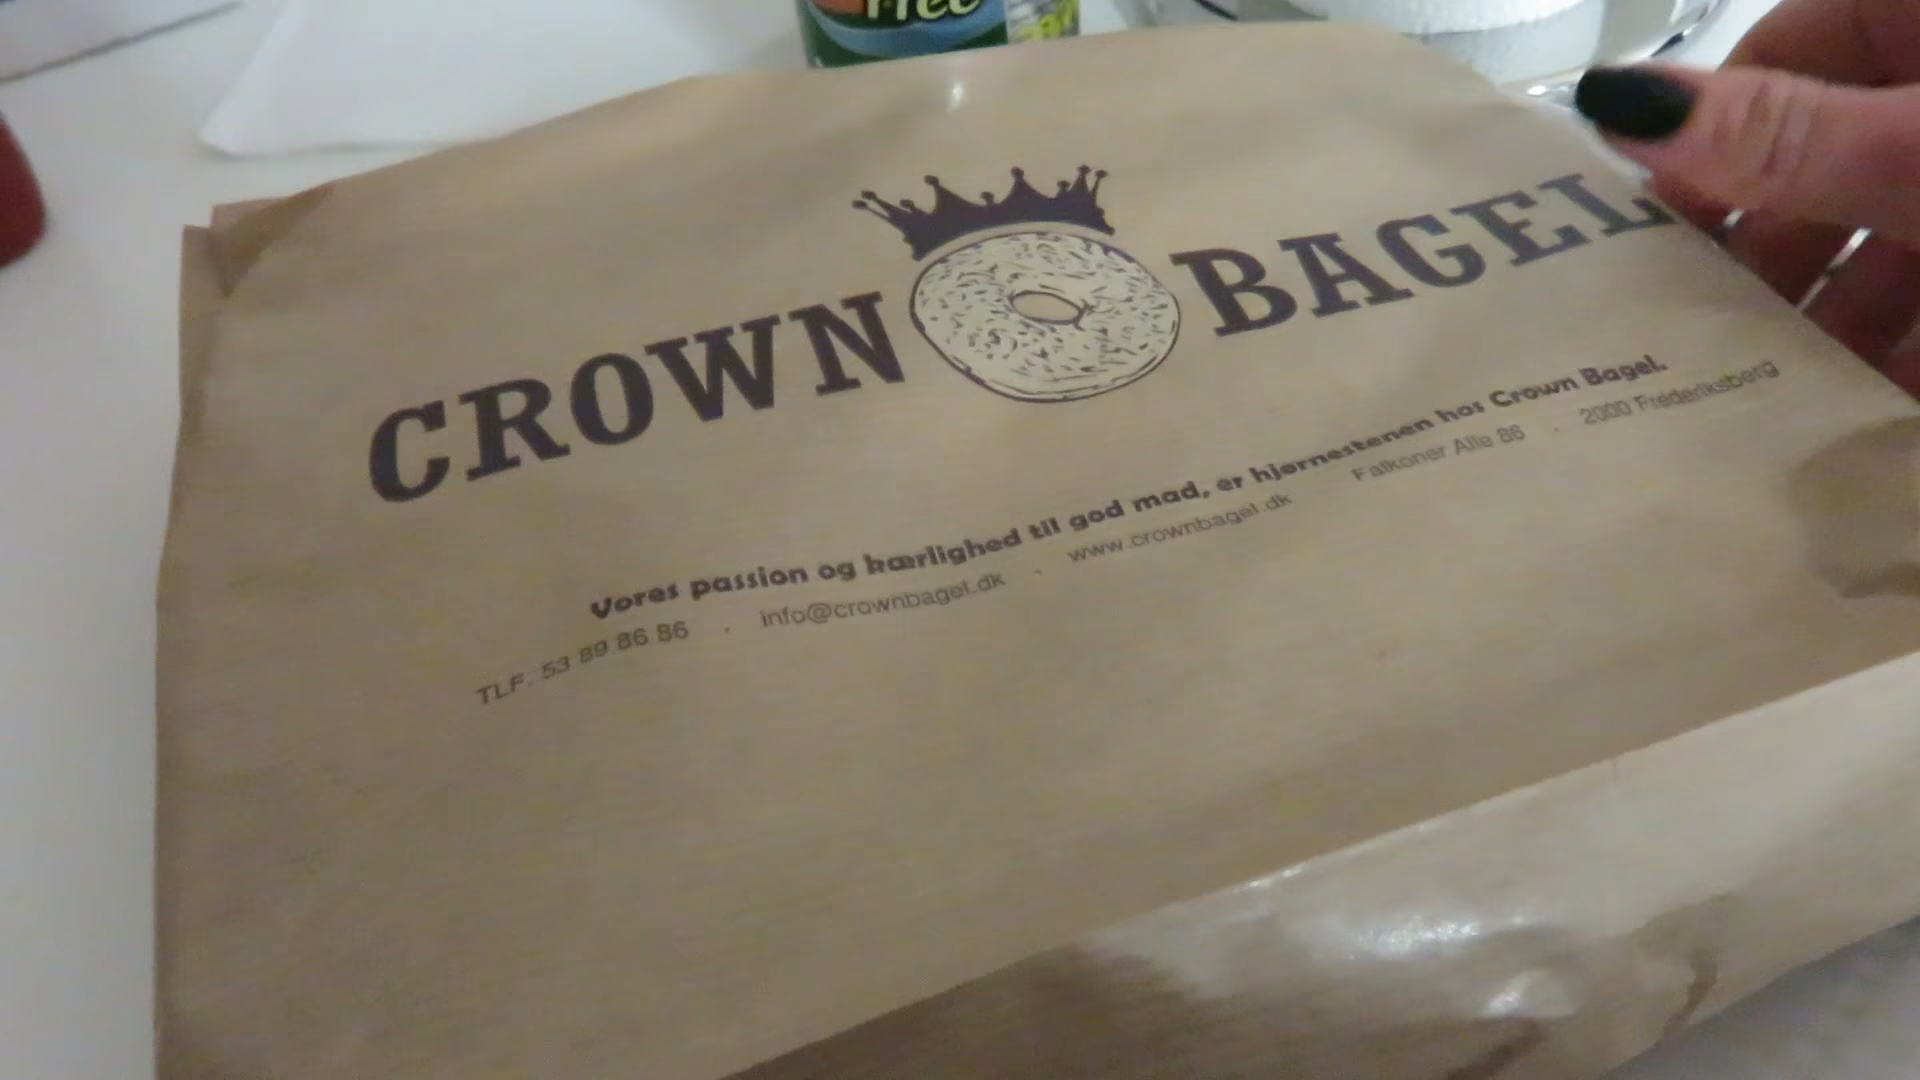 Free
CROWN BAGEL
Vores passion og kærlighed til god mad, er hjørnestenen hos Crown Bagel.
TLF. 53 89 86 86 . info@crownbagel.dk . www.crownbagel.dk Falkoner Alle 86 . 2000 Frederiksberg